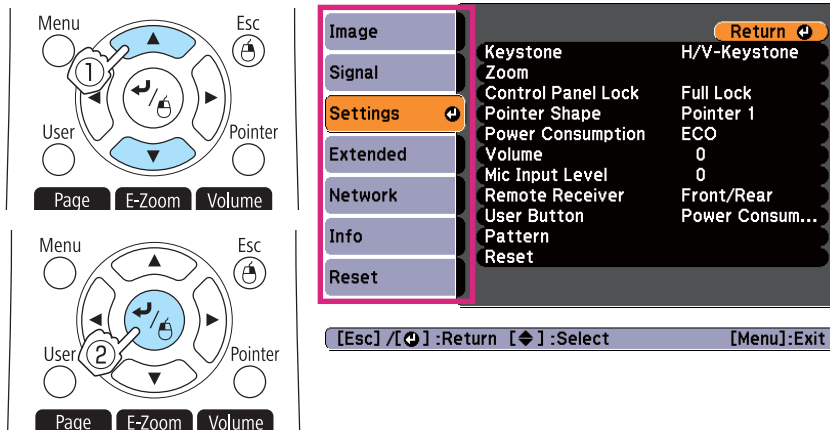 Menu
Esc
1
User
Pointer
Page E-Zoom Volume
Menu
Esc
User
2
Pointer
Page E-Zoom Volume
Image
Signal
Settings
Extended
Network
Info
Reset
Return
Keystone H/V-Keystone
Zoom
Control Panel Lock Full Lock
Pointer Shape Pointer 1
Power Consumption ECO
Volume 0
Mic Input Level 0
Remote Receiver Front/Rear
User Button Power Consum...
Pattern
Reset
[Esc] /[⏎] :Return [◆] :Select [Menu]:Exit